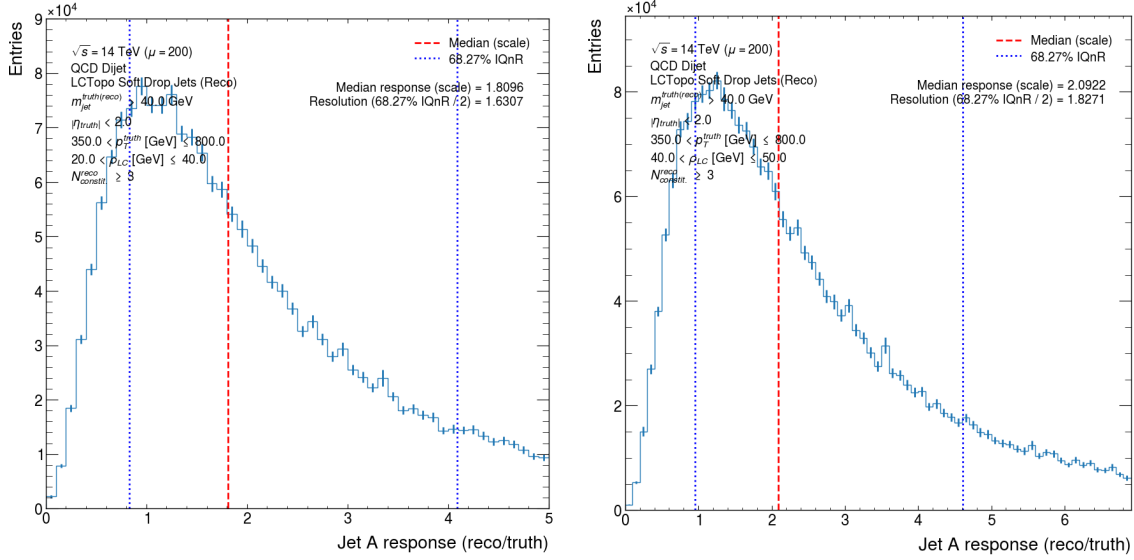 ×10⁴
Entries
√s = 14 TeV (μ = 200)
QCD Dijet
LCTopo Soft Drop Jets (Reco)
m_jet^truth(reco) > 40.0 GeV
|η_truth| < 2.0
350.0 < p_T^truth [GeV] ≤ 800.0
20.0 < ρ_LC [GeV] ≤ 40.0
N_constit.^reco ≥ 3
Median (scale)
68.27% IQnR
Median response (scale) = 1.8096
Resolution (68.27% IQnR / 2) = 1.6307
9
8
7
6
5
4
3
2
1
0
0 1 2 3 4 5
Jet A response (reco/truth)
×10⁴
Entries
√s = 14 TeV (μ = 200)
QCD Dijet
LCTopo Soft Drop Jets (Reco)
m_jet^truth(reco) > 40.0 GeV
|η_truth| < 2.0
350.0 < p_T^truth [GeV] ≤ 800.0
40.0 < ρ_LC [GeV] ≤ 50.0
N_constit.^reco ≥ 3
Median (scale)
68.27% IQnR
Median response (scale) = 2.0922
Resolution (68.27% IQnR / 2) = 1.8271
8
6
4
2
0
0 1 2 3 4 5 6
Jet A response (reco/truth)